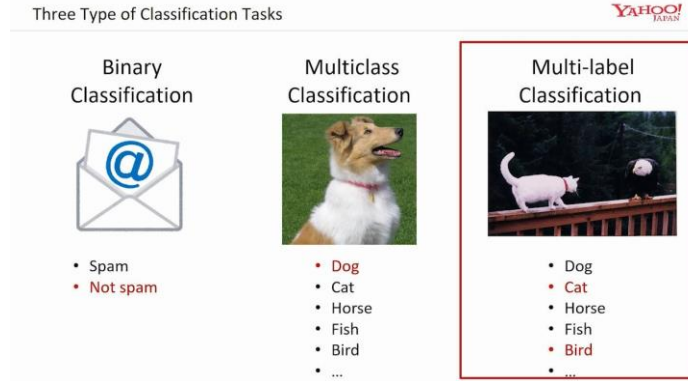 Three Type of Classification Tasks
YAHOO!
JAPAN
Binary
Classification
@
• Spam
• Not spam
Multiclass
Classification
• Dog
• Cat
• Horse
• Fish
• Bird
• ...
Multi-label
Classification
• Dog
• Cat
• Horse
• Fish
• Bird
• ...